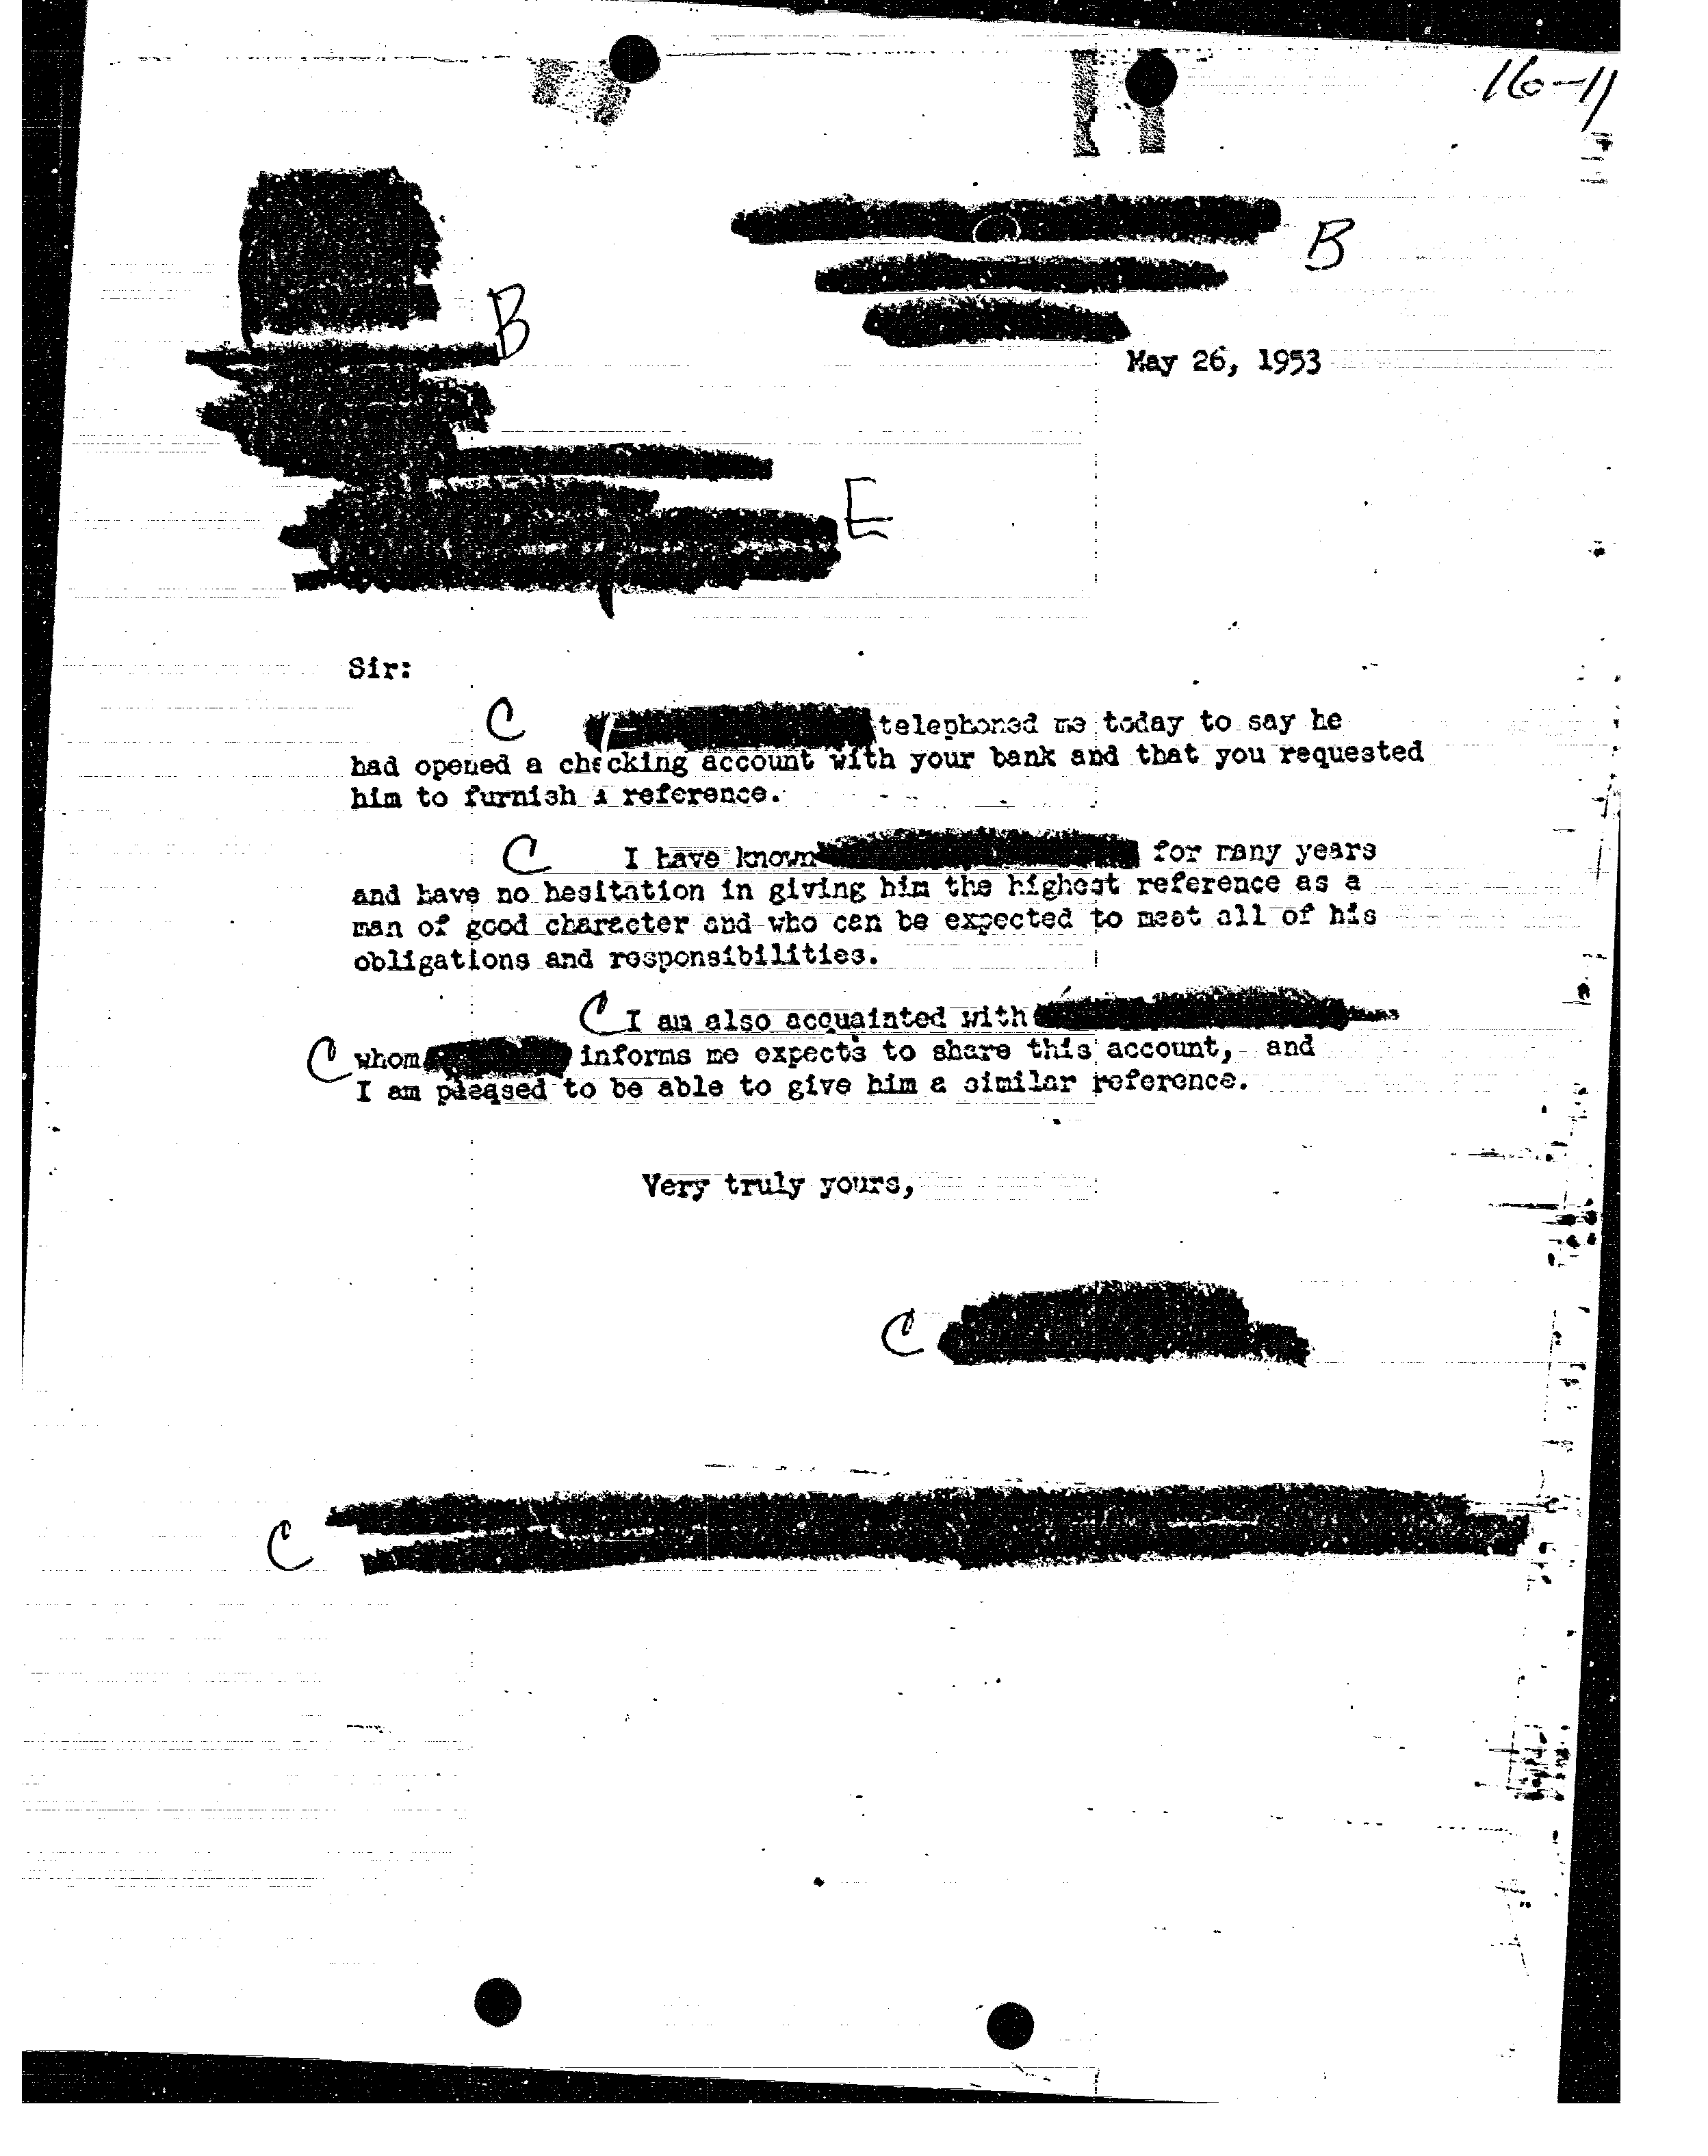 16-11
B
B
May 26, 1953
E
Sir:
C telephoned me today to say he
had opened a checking account with your bank and that you requested
him to furnish a reference.
C I have known for many years
and have no hesitation in giving him the highest reference as a
man of good character and who can be expected to meet all of his
obligations and responsibilities.
C I am also acquainted with
C whom informs me expects to share this account, and
I am pleased to be able to give him a similar reference.
Very truly yours,
C
C